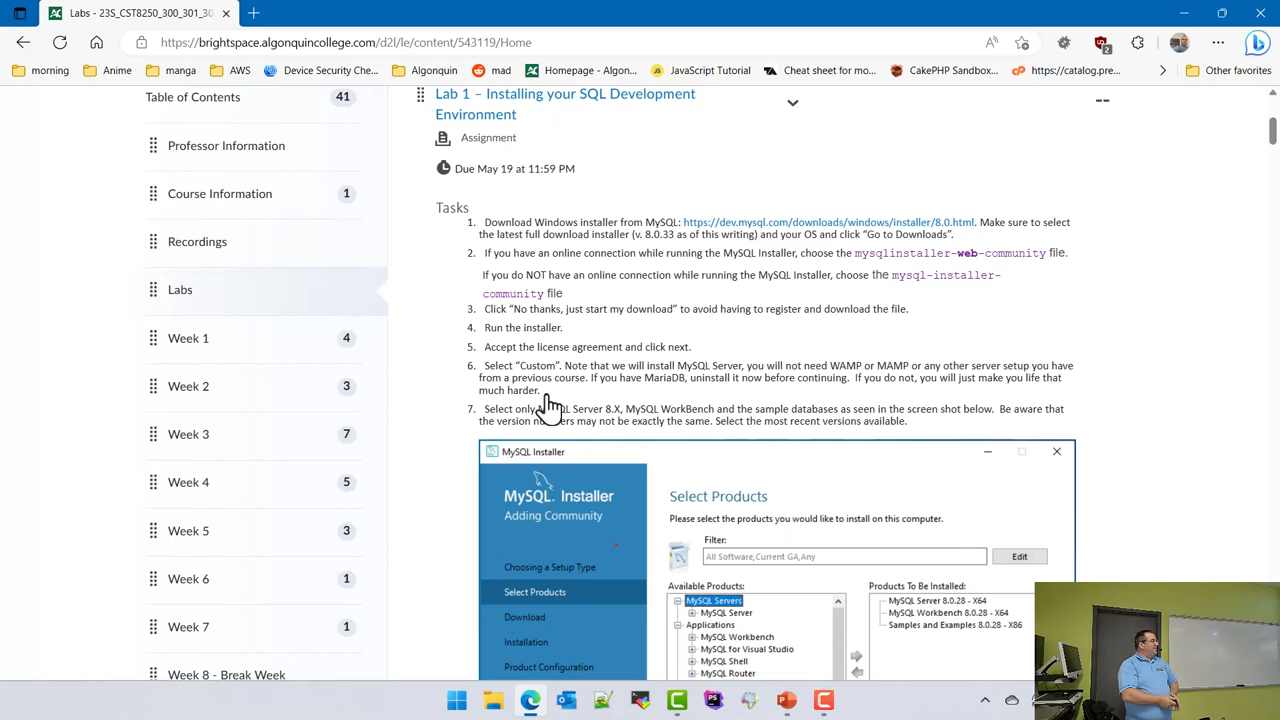 Labs - 23S_CST8250_300_301_30
https://brightspace.algonquincollege.com/d2l/le/content/543119/Home
2
morning
Anime
manga
AWS
Device Security Che...
Algonquin
mad
Homepage - Algon...
JavaScript Tutorial
Cheat sheet for mo...
CakePHP Sandbox...
https://catalog.pre...
Other favorites
Table of Contents 41
Professor Information
Course Information 1
Recordings
Labs
Week 1 4
Week 2 3
Week 3 7
Week 4 5
Week 5 3
Week 6 1
Week 7 1
Week 8 - Break Week
Lab 1 – Installing your SQL Development
Environment
Assignment
Due May 19 at 11:59 PM
Tasks
1. Download Windows installer from MySQL: https://dev.mysql.com/downloads/windows/installer/8.0.html. Make sure to select
the latest full download installer (v. 8.0.33 as of this writing) and your OS and click “Go to Downloads”.
2. If you have an online connection while running the MySQL Installer, choose the mysqlinstaller-web-community file.
If you do NOT have an online connection while running the MySQL Installer, choose the mysql-installer-
community file
3. Click “No thanks, just start my download” to avoid having to register and download the file.
4. Run the installer.
5. Accept the license agreement and click next.
6. Select “Custom”. Note that we will install MySQL Server, you will not need WAMP or MAMP or any other server setup you have
from a previous course. If you have MariaDB, uninstall it now before continuing. If you do not, you will just make you life that
much harder.
7. Select only Server 8.X, MySQL WorkBench and the sample databases as seen in the screen shot below. Be aware that
the version may not be exactly the same. Select the most recent versions available.
MySQL Installer
MySQL. Installer
Adding Community
Choosing a Setup Type
Select Products
Download
Installation
Product Configuration
Select Products
Please select the products you would like to install on this computer.
Filter:
All Software,Current GA,Any
Edit
Available Products:
MySQL Servers
MySQL Server
Applications
MySQL Workbench
MySQL for Visual Studio
MySQL Shell
MySQL Router
Products To Be Installed:
MySQL Server 8.0.28 - X64
MySQL Workbench 8.0.28 - X64
Samples and Examples 8.0.28 - X86
PS